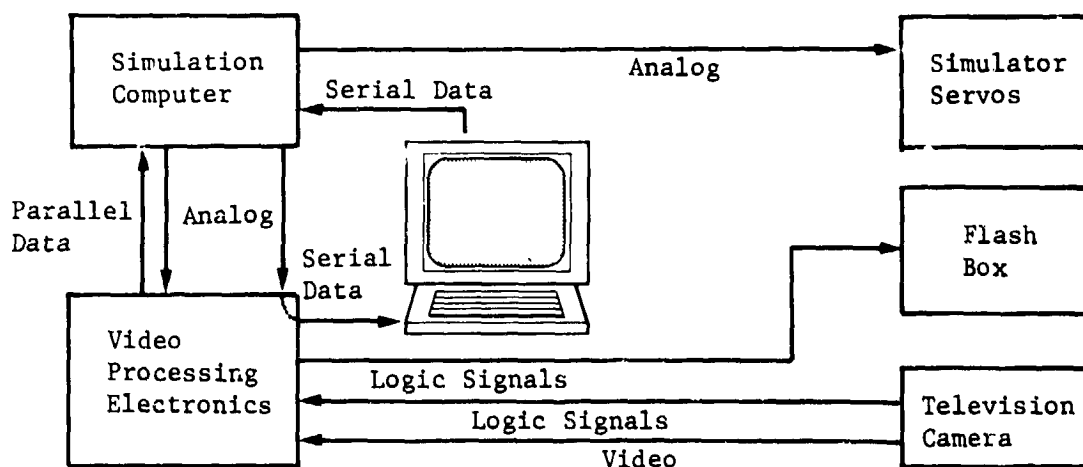 Simulation
Computer
Analog
Simulator
Servos
Serial Data
Parallel
Data
Analog
Serial
Data
Flash
Box
Video
Processing
Electronics
Logic Signals
Logic Signals
Television
Camera
Video